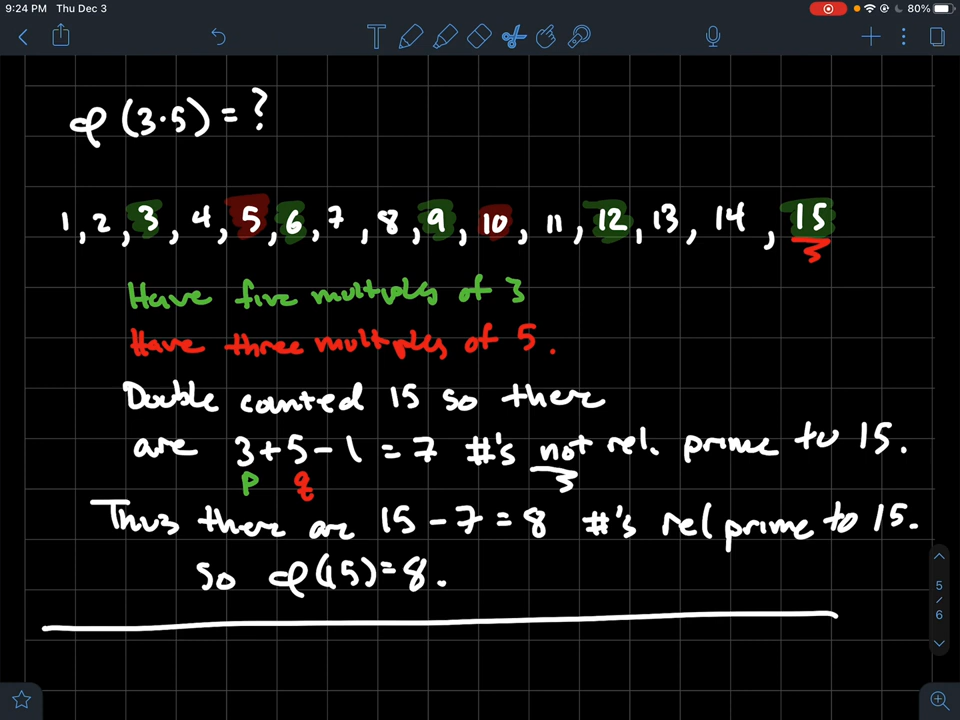 9:24 PM Thu Dec 3 80%
φ(3·5) = ?
1, 2, 3, 4, 5, 6, 7, 8, 9, 10, 11, 12, 13, 14, 15
Have five multiples of 3
Have three multiples of 5.
Double counted 15 so there
are 3+5-1=7 #'s not rel. prime to 15.
p q
Thus there are 15-7=8 #'s rel prime to 15.
so φ(15)=8.
5
/
6